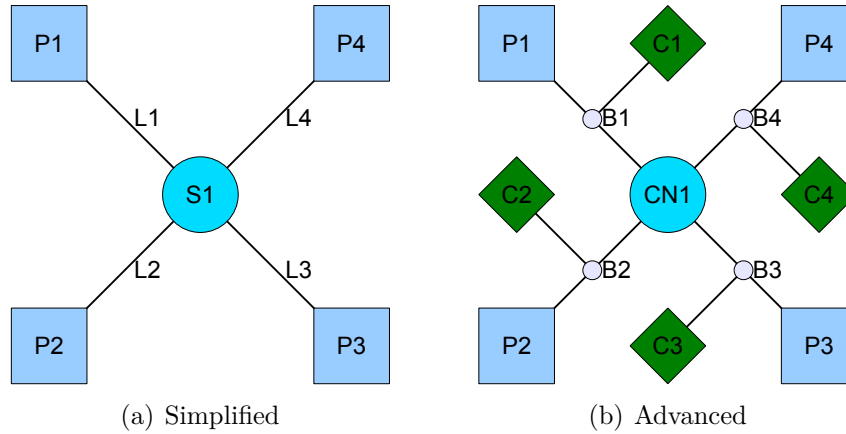 P1
P4
L1
L4
S1
L2
L3
P2
P3
(a) Simplified
P1
C1
P4
B1
B4
C2
CN1
C4
B2
B3
P2
C3
P3
(b) Advanced